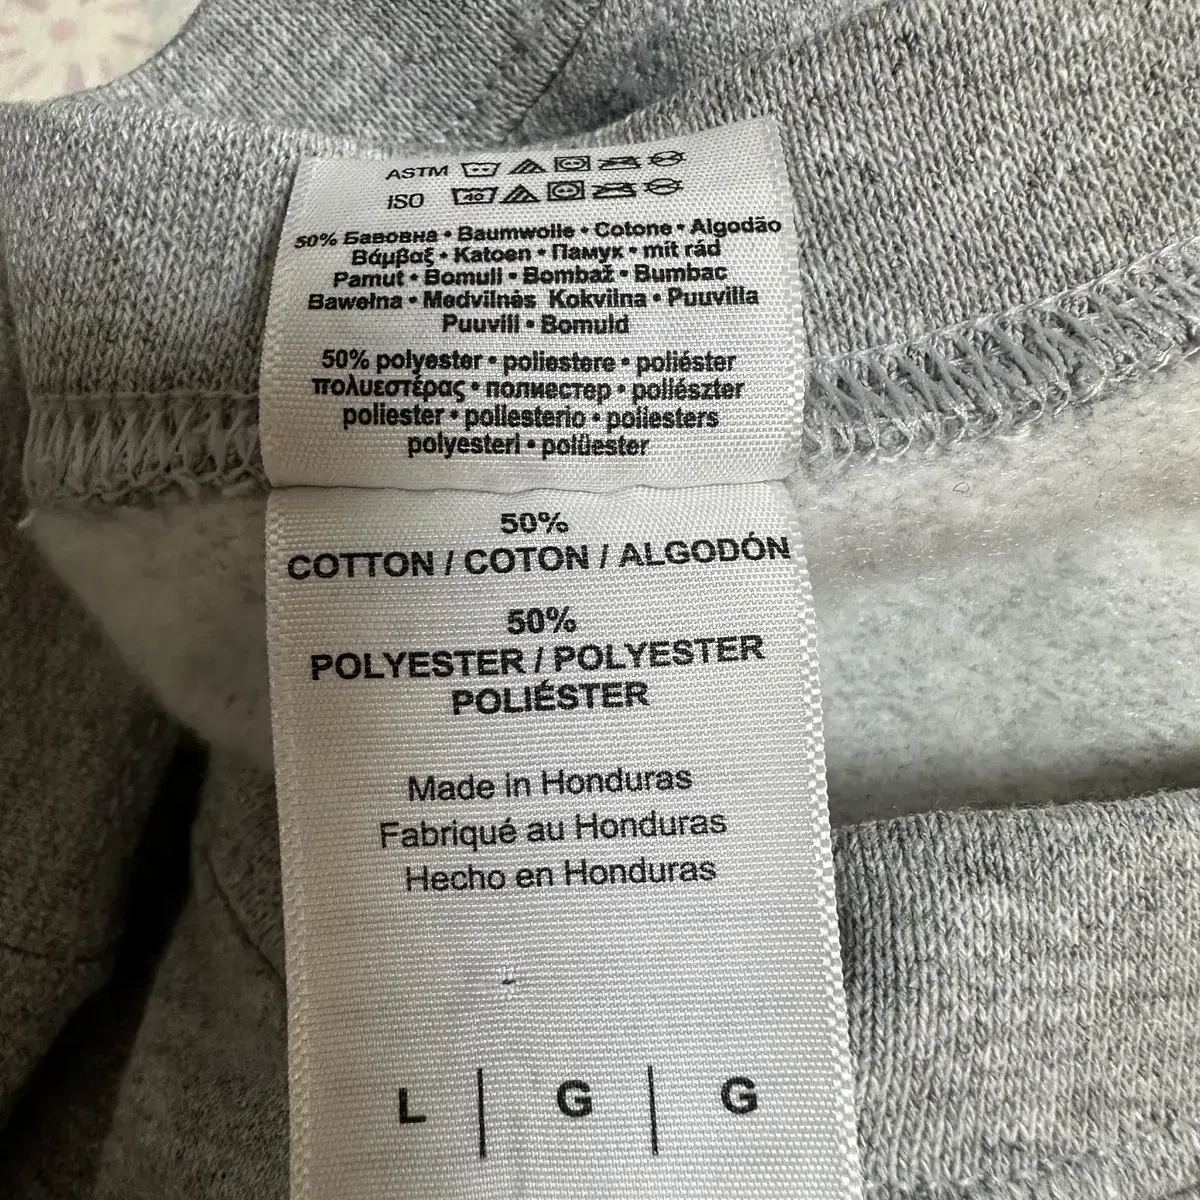 ASTM
ISO 40
50% Бавовна • Baumwolle • Cotone • Algodão
Βάμβαξ • Katoen • Памук • mit rád
Pamut • Bomull • Bombaž • Bumbac
Bawełna • Medvilnės Kokvilna • Puuvilla
Puuvill • Bomuld
50% polyester • poliestere • poliéster
πολυεστέρας • полиестер • poliészter
poliester • poliesterio • poliesters
polyesteri • polüester
50%
COTTON / COTON / ALGODÓN
50%
POLYESTER / POLYESTER
POLIÉSTER
Made in Honduras
Fabriqué au Honduras
Hecho en Honduras
L | G | G